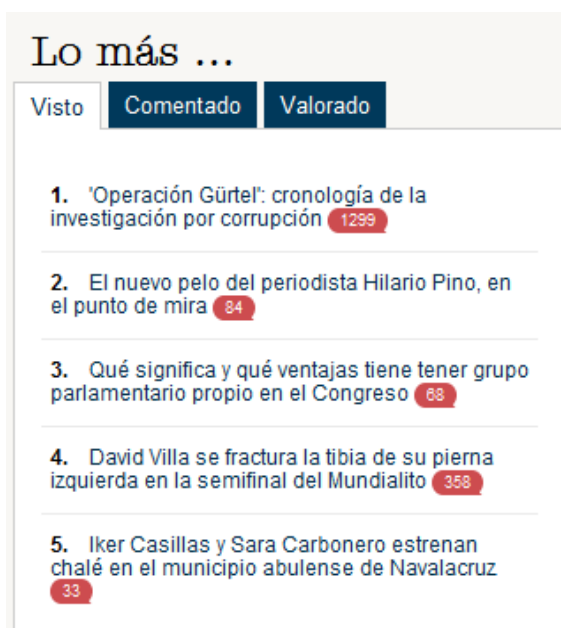 Lo más ...
Visto Comentado Valorado
1. 'Operación Gürtel': cronología de la
investigación por corrupción 1299
2. El nuevo pelo del periodista Hilario Pino, en
el punto de mira 84
3. Qué significa y qué ventajas tiene tener grupo
parlamentario propio en el Congreso 68
4. David Villa se fractura la tibia de su pierna
izquierda en la semifinal del Mundialito 358
5. Iker Casillas y Sara Carbonero estrenan
chalé en el municipio abulense de Navalacruz
33